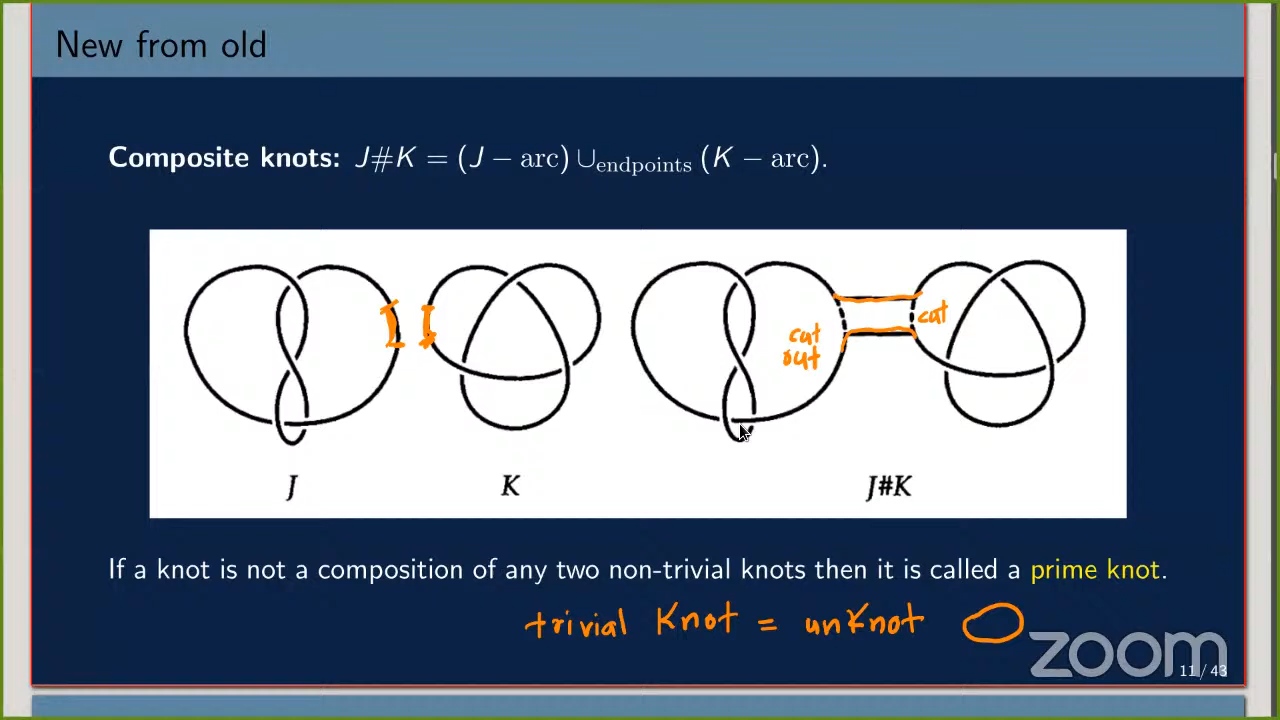 New from old
Composite knots: J#K = (J − arc) ∪endpoints (K − arc).
cut
cut
out
J
K
J#K
If a knot is not a composition of any two non-trivial knots then it is called a prime knot.
trivial Knot = unKnot
zoom
11 / 43